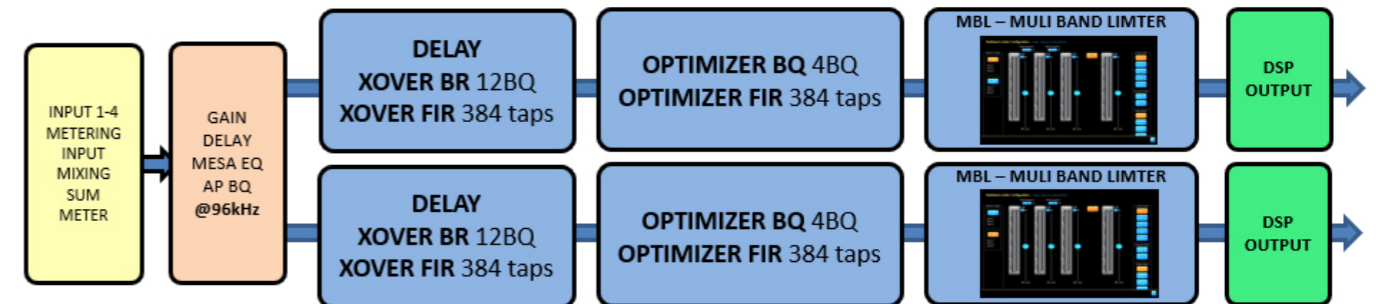 INPUT 1-4
METERING
INPUT
MIXING
SUM
METER
GAIN
DELAY
MESA EQ
AP BQ
@96kHz
DELAY
XOVER BR 12BQ
XOVER FIR 384 taps
OPTIMIZER BQ 4BQ
OPTIMIZER FIR 384 taps
MBL – MULI BAND LIMTER
DSP
OUTPUT
DELAY
XOVER BR 12BQ
XOVER FIR 384 taps
OPTIMIZER BQ 4BQ
OPTIMIZER FIR 384 taps
MBL – MULI BAND LIMTER
DSP
OUTPUT